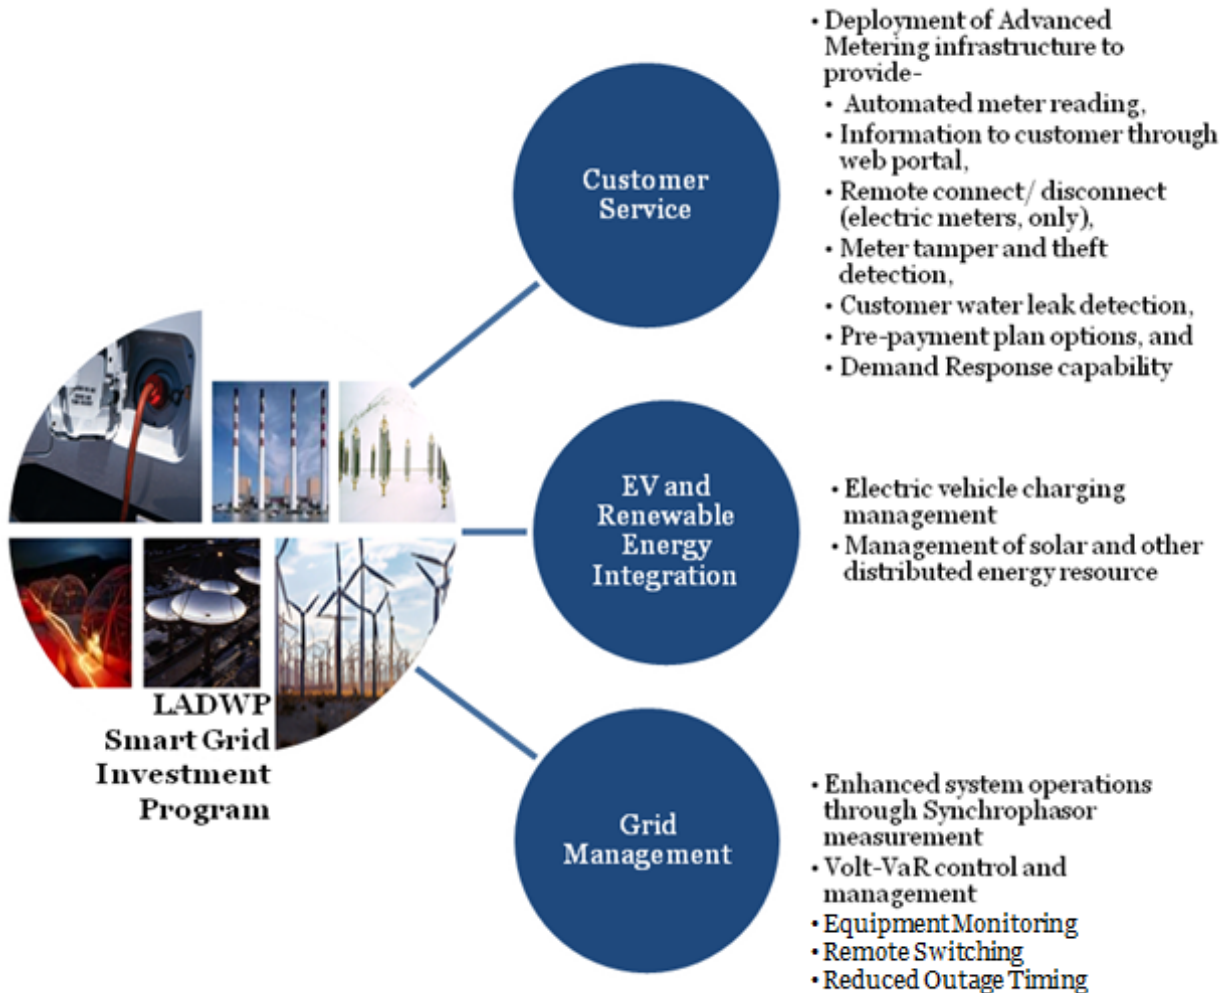 • Deployment of Advanced
Metering infrastructure to
provide-
• Automated meter reading,
• Information to customer through
web portal,
• Remote connect/ disconnect
(electric meters, only),
• Meter tamper and theft
detection,
• Customer water leak detection,
• Pre-payment plan options, and
• Demand Response capability
Customer
Service
EV and
Renewable
Energy
Integration
• Electric vehicle charging
management
• Management of solar and other
distributed energy resource
LADWP
Smart Grid
Investment
Program
Grid
Management
• Enhanced system operations
through Synchrophasor
measurement
• Volt-VaR control and
management
• Equipment Monitoring
• Remote Switching
• Reduced Outage Timing